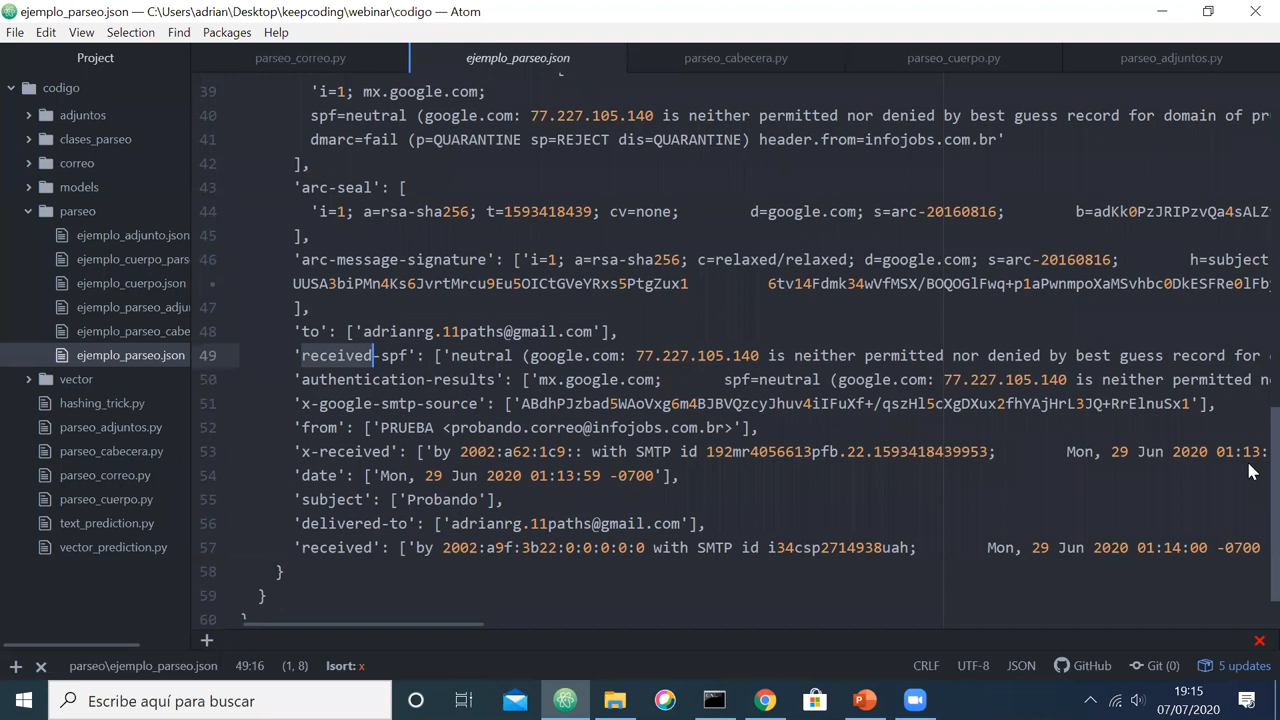 ejemplo_parseo.json — C:\Users\adrian\Desktop\keepcoding\webinar\codigo — Atom
File Edit View Selection Find Packages Help
Project
parseo_correo.py ejemplo_parseo.json parseo_cabecera.py parseo_cuerpo.py parseo_adjuntos.py
codigo
adjuntos
clases_parseo
correo
models
parseo
ejemplo_adjunto.json
ejemplo_cuerpo_pars
ejemplo_cuerpo.json
ejemplo_parseo_adju
ejemplo_parseo_cabe
ejemplo_parseo.json
vector
hashing_trick.py
parseo_adjuntos.py
parseo_cabecera.py
parseo_correo.py
parseo_cuerpo.py
text_prediction.py
vector_prediction.py
39 'i=1; mx.google.com;
40 spf=neutral (google.com: 77.227.105.140 is neither permitted nor denied by best guess record for domain of pr
41 dmarc=fail (p=QUARANTINE sp=REJECT dis=QUARANTINE) header.from=infojobs.com.br'
42 ],
43 'arc-seal': [
44 'i=1; a=rsa-sha256; t=1593418439; cv=none; d=google.com; s=arc-20160816; b=adKk0PzJRIPzvQa4sALZ
45 ],
46 'arc-message-signature': ['i=1; a=rsa-sha256; c=relaxed/relaxed; d=google.com; s=arc-20160816; h=subject
• UUSA3biPMn4Ks6JvrtMrcu9Eu5OICtGVeYRxs5PtgZux1 6tv14Fdmk34wVfMSX/BOQOGlFwq+p1aPwnmpoXaMSvhbc0DkESFRe0lFb
47 ],
48 'to': ['adrianrg.11paths@gmail.com'],
49 'received-spf': ['neutral (google.com: 77.227.105.140 is neither permitted nor denied by best guess record for
50 'authentication-results': ['mx.google.com; spf=neutral (google.com: 77.227.105.140 is neither permitted n
51 'x-google-smtp-source': ['ABdhPJzbad5WAoVxg6m4BJBVQzcyJhuv4iIFuXf+/qszHl5cXgDXux2fhYAjHrL3JQ+RrElnuSx1'],
52 'from': ['PRUEBA <probando.correo@infojobs.com.br>'],
53 'x-received': ['by 2002:a62:1c9:: with SMTP id 192mr4056613pfb.22.1593418439953; Mon, 29 Jun 2020 01:13:
54 'date': ['Mon, 29 Jun 2020 01:13:59 -0700'],
55 'subject': ['Probando'],
56 'delivered-to': ['adrianrg.11paths@gmail.com'],
57 'received': ['by 2002:a9f:3b22:0:0:0:0:0 with SMTP id i34csp2714938uah; Mon, 29 Jun 2020 01:14:00 -0700
58 }
59 }
60
parseo\ejemplo_parseo.json 49:16 (1, 8) Isort: x CRLF UTF-8 JSON GitHub Git (0) 5 updates
Escribe aquí para buscar
19:15
07/07/2020